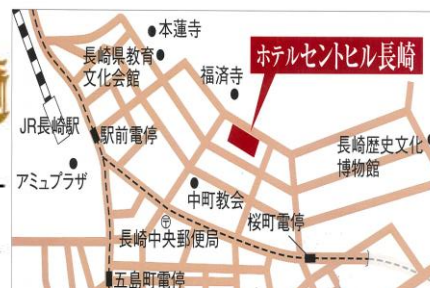 本蓮寺
長崎県教育
文化会館
福済寺
ホテルセントヒル長崎
JR長崎駅
駅前電停
長崎歴史文化
博物館
アミュプラザ
中町教会
〒
長崎中央郵便局
桜町電停
五島町電停